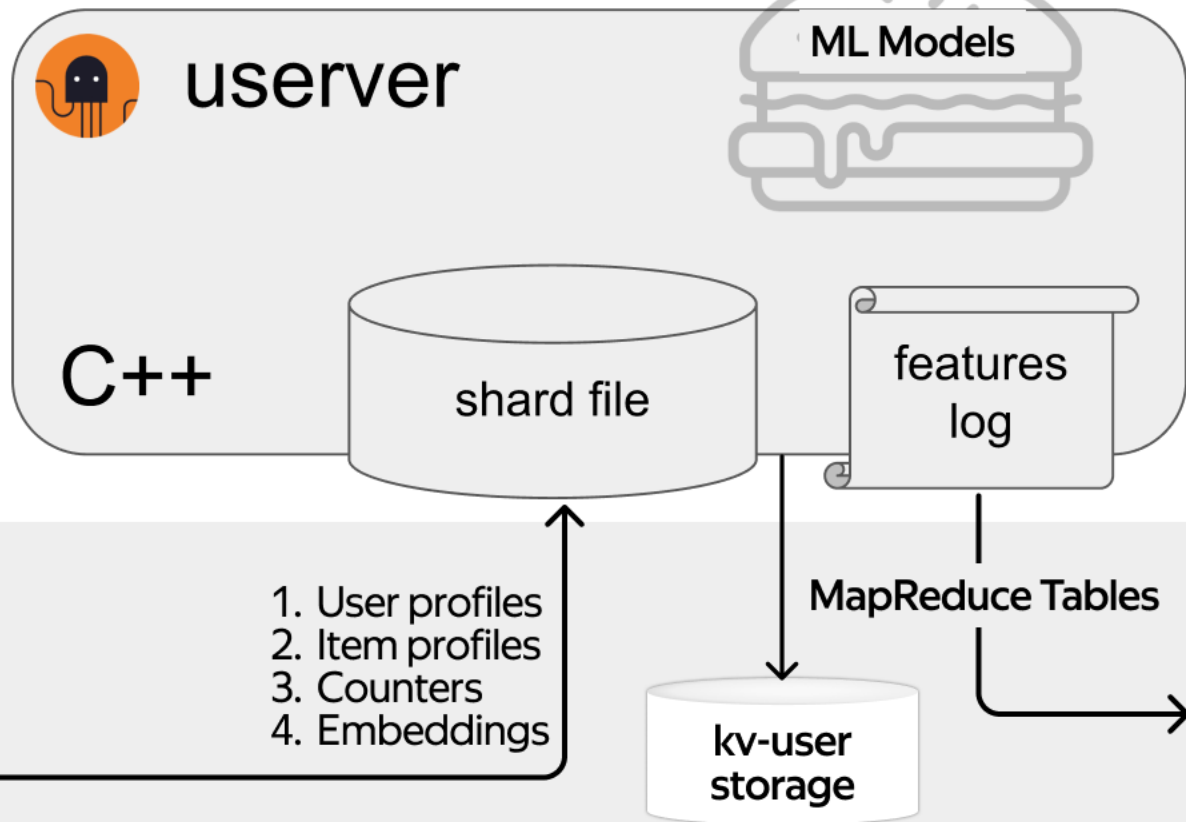 ML Models
userver
C++
shard file
features
log
1. User profiles
2. Item profiles
3. Counters
4. Embeddings
MapReduce Tables
kv-user
storage